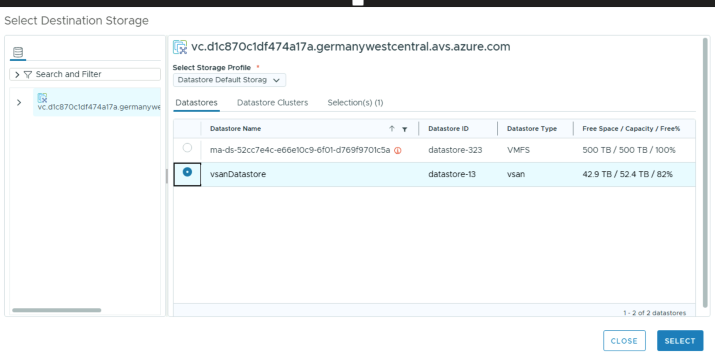 Select Destination Storage
vc.d1c870c1df474a17a.germanywestcentral.avs.azure.com
Select Storage Profile *
Datastore Default Storag
Search and Filter
vc.d1c870c1df474a17a.germanywe
Datastores Datastore Clusters Selection(s) (1)
Datastore Name Datastore ID Datastore Type Free Space / Capacity / Free%
ma-ds-52cc7e4c-e66e10c9-6f01-d769f9701c5a datastore-323 VMFS 500 TB / 500 TB / 100%
vsanDatastore datastore-13 vsan 42.9 TB / 52.4 TB / 82%
1 - 2 of 2 datastores
CLOSE SELECT